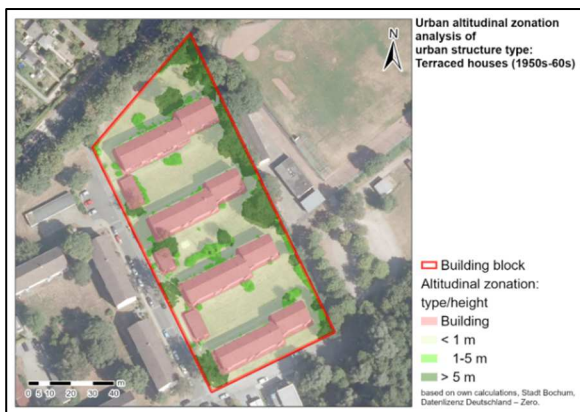 Urban altitudinal zonation
analysis of
urban structure type:
Terraced houses (1950s-60s)
N
Building block
Altitudinal zonation:
type/height
Building
< 1 m
1-5 m
> 5 m
based on own calculations, Stadt Bochum,
Datenlizenz Deutschland – Zero.
0 5 10 20 30 40
m